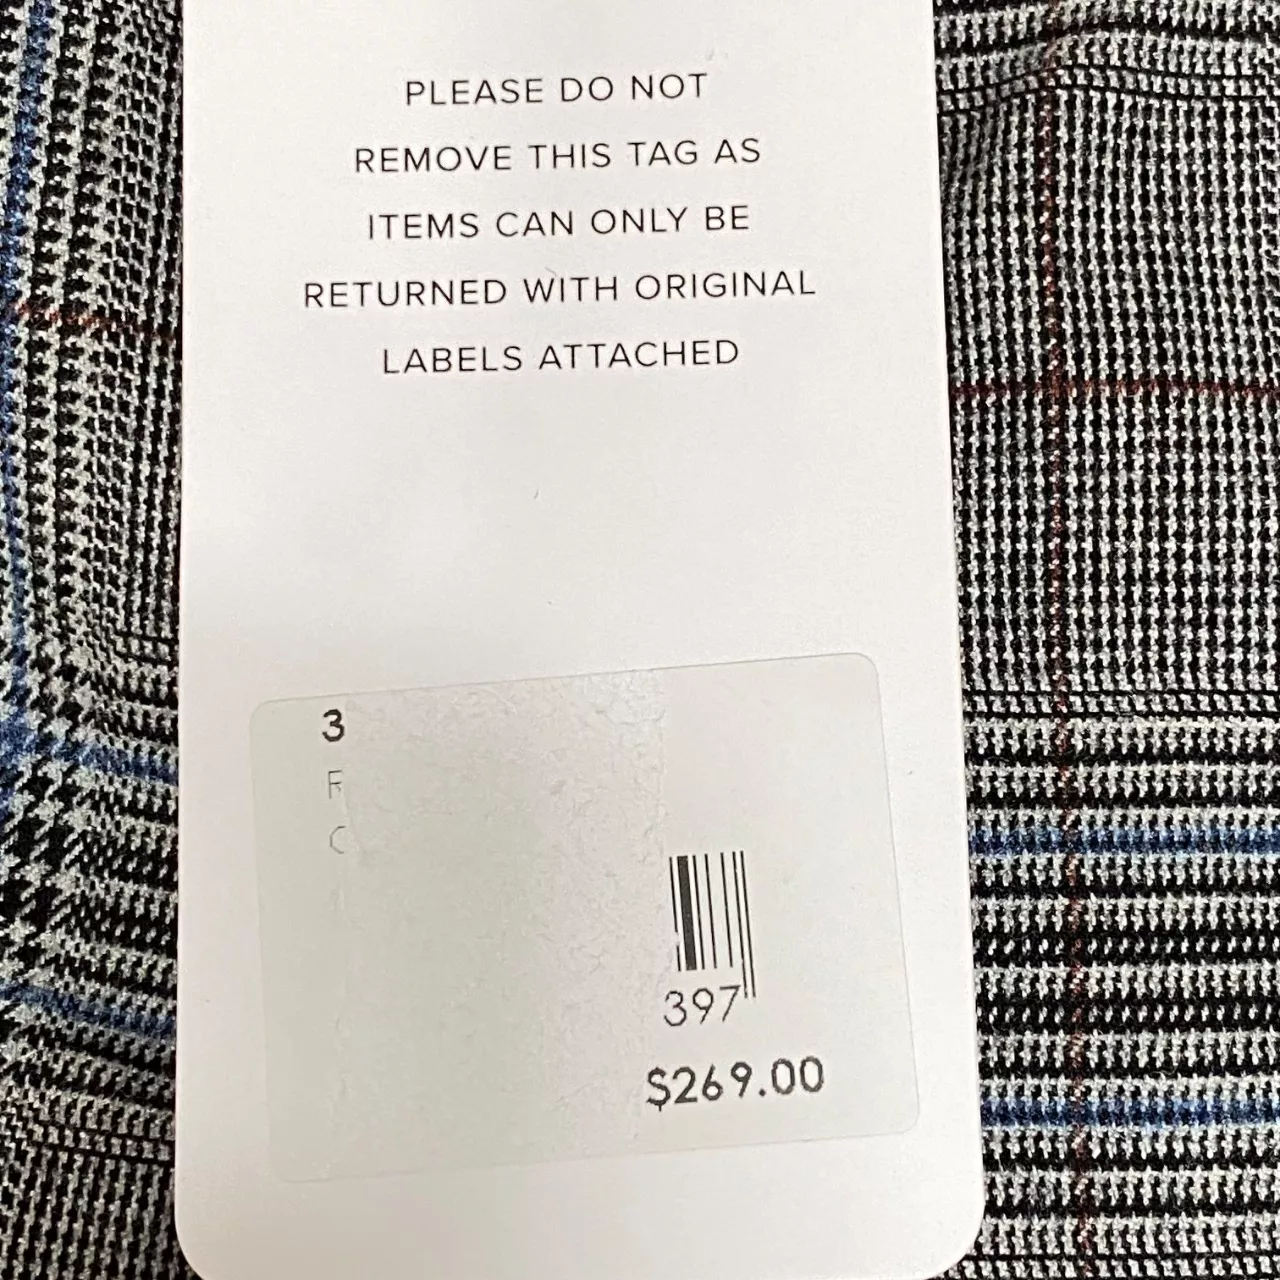 PLEASE DO NOT
REMOVE THIS TAG AS
ITEMS CAN ONLY BE
RETURNED WITH ORIGINAL
LABELS ATTACHED
3
F
C
397
$269.00